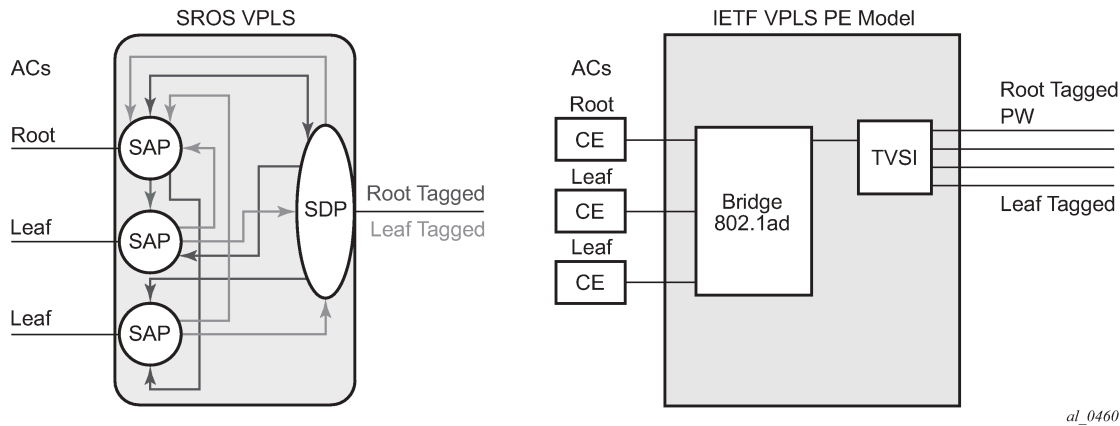 SROS VPLS
ACs
Root
SAP
Leaf
SAP
Leaf
SAP
SDP
Root Tagged
Leaf Tagged
IETF VPLS PE Model
ACs
Root
CE
Leaf
CE
Leaf
CE
Bridge
802.1ad
TVSI
Root Tagged
PW
Leaf Tagged
al_0460